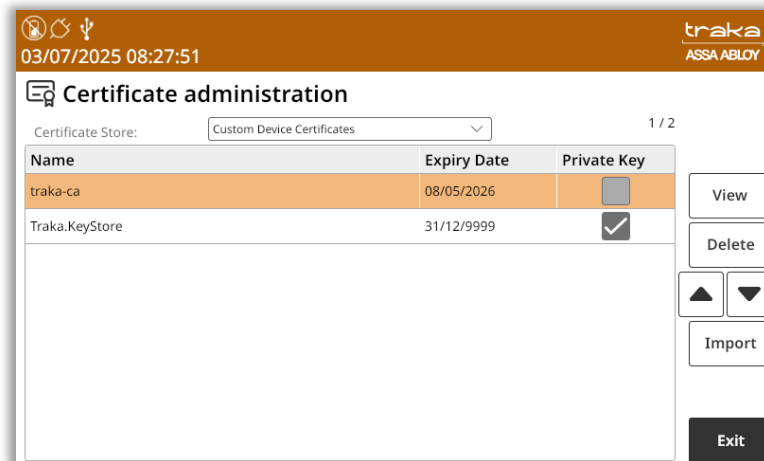 traka
03/07/2025 08:27:51
ASSA ABLOY
Certificate administration
Certificate Store: Custom Device Certificates 1 / 2
Name Expiry Date Private Key
traka-ca 08/05/2026
View
Traka.KeyStore 31/12/9999
Delete
Import
Exit